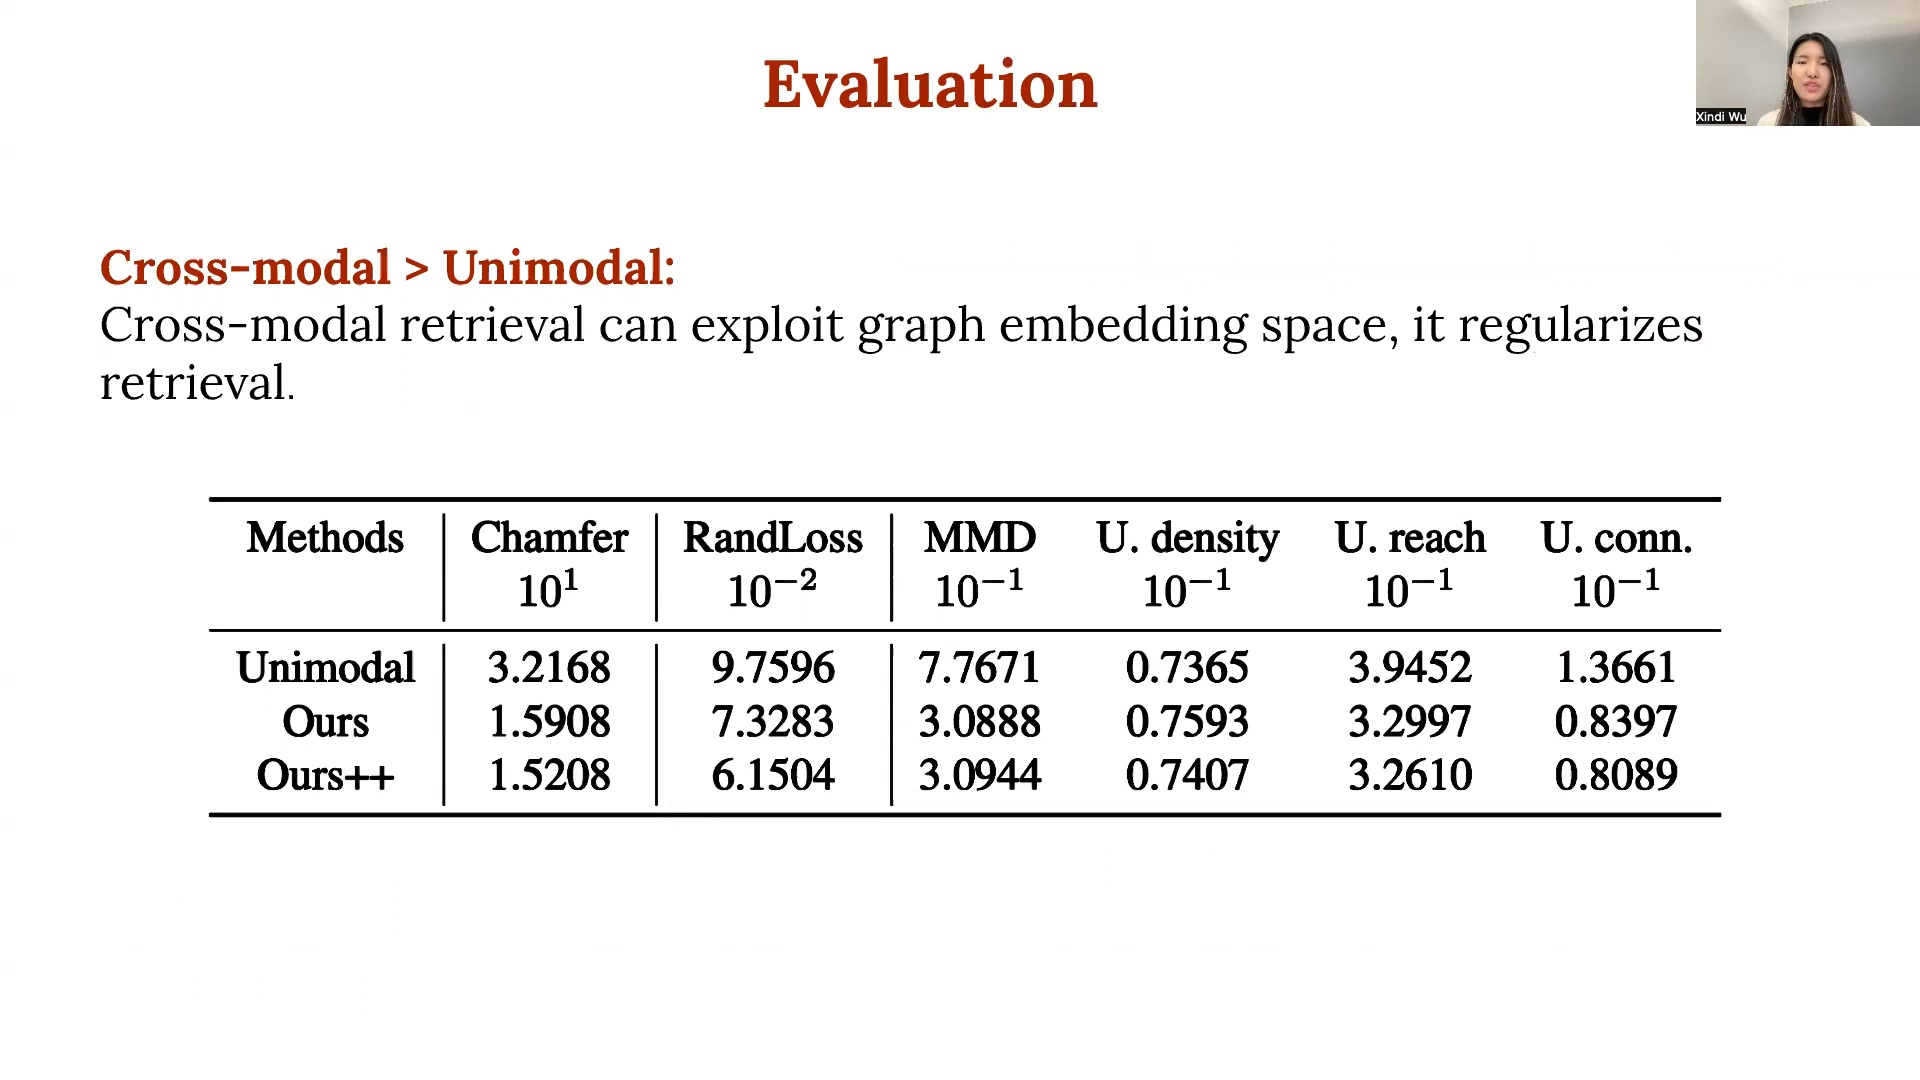 Evaluation
Xindi Wu
Cross-modal > Unimodal:
Cross-modal retrieval can exploit graph embedding space, it regularizes
retrieval.
Methods Chamfer RandLoss MMD U. density U. reach U. conn.
10¹ 10⁻² 10⁻¹ 10⁻¹ 10⁻¹ 10⁻¹
Unimodal 3.2168 9.7596 7.7671 0.7365 3.9452 1.3661
Ours 1.5908 7.3283 3.0888 0.7593 3.2997 0.8397
Ours++ 1.5208 6.1504 3.0944 0.7407 3.2610 0.8089